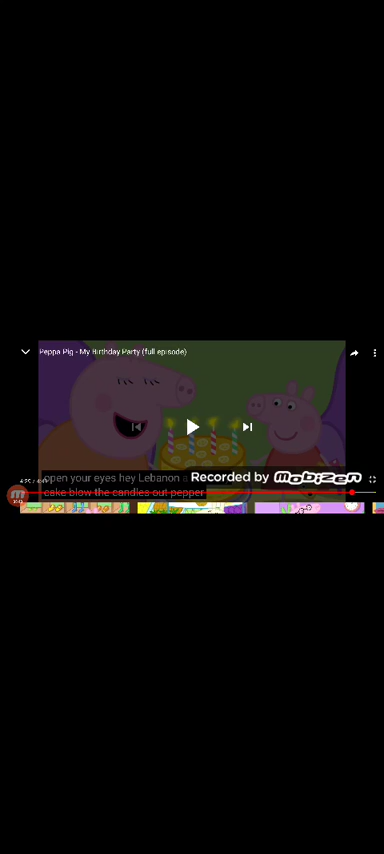 Peppa Pig - My Birthday Party (full episode)
open your eyes hey Lebanon a
Recorded by mobizen
cake blow the candles out pepper